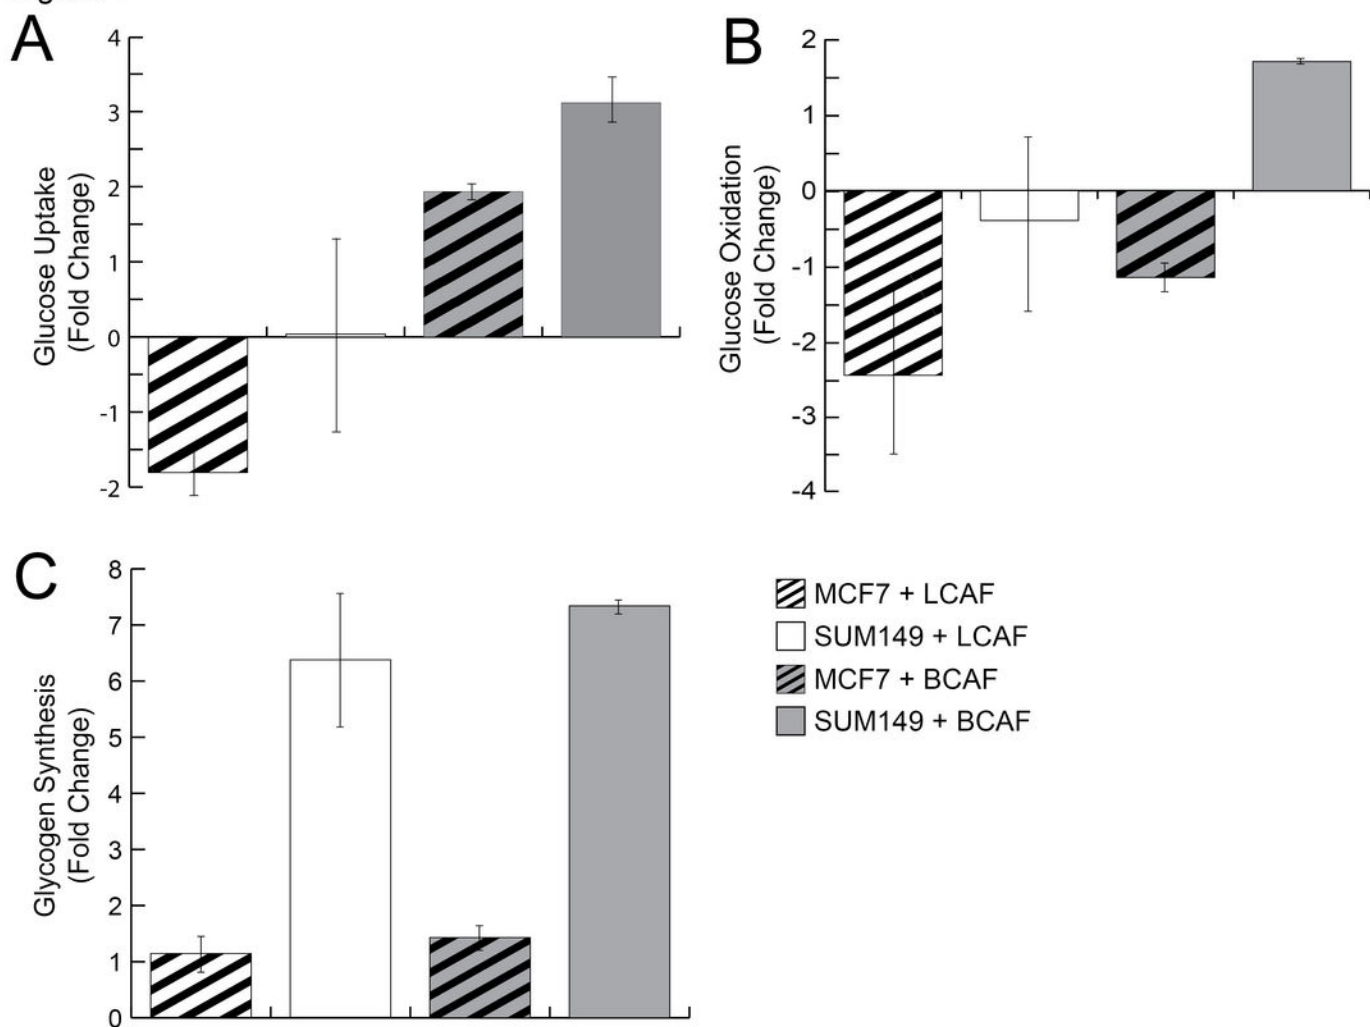 A
4
3
2
1
0
-1
-2
Glucose Uptake
(Fold Change)
B
2
1
0
-1
-2
-3
-4
Glucose Oxidation
(Fold Change)
C
8
7
6
5
4
3
2
1
0
Glycogen Synthesis
(Fold Change)
MCF7 + LCAF
SUM149 + LCAF
MCF7 + BCAF
SUM149 + BCAF